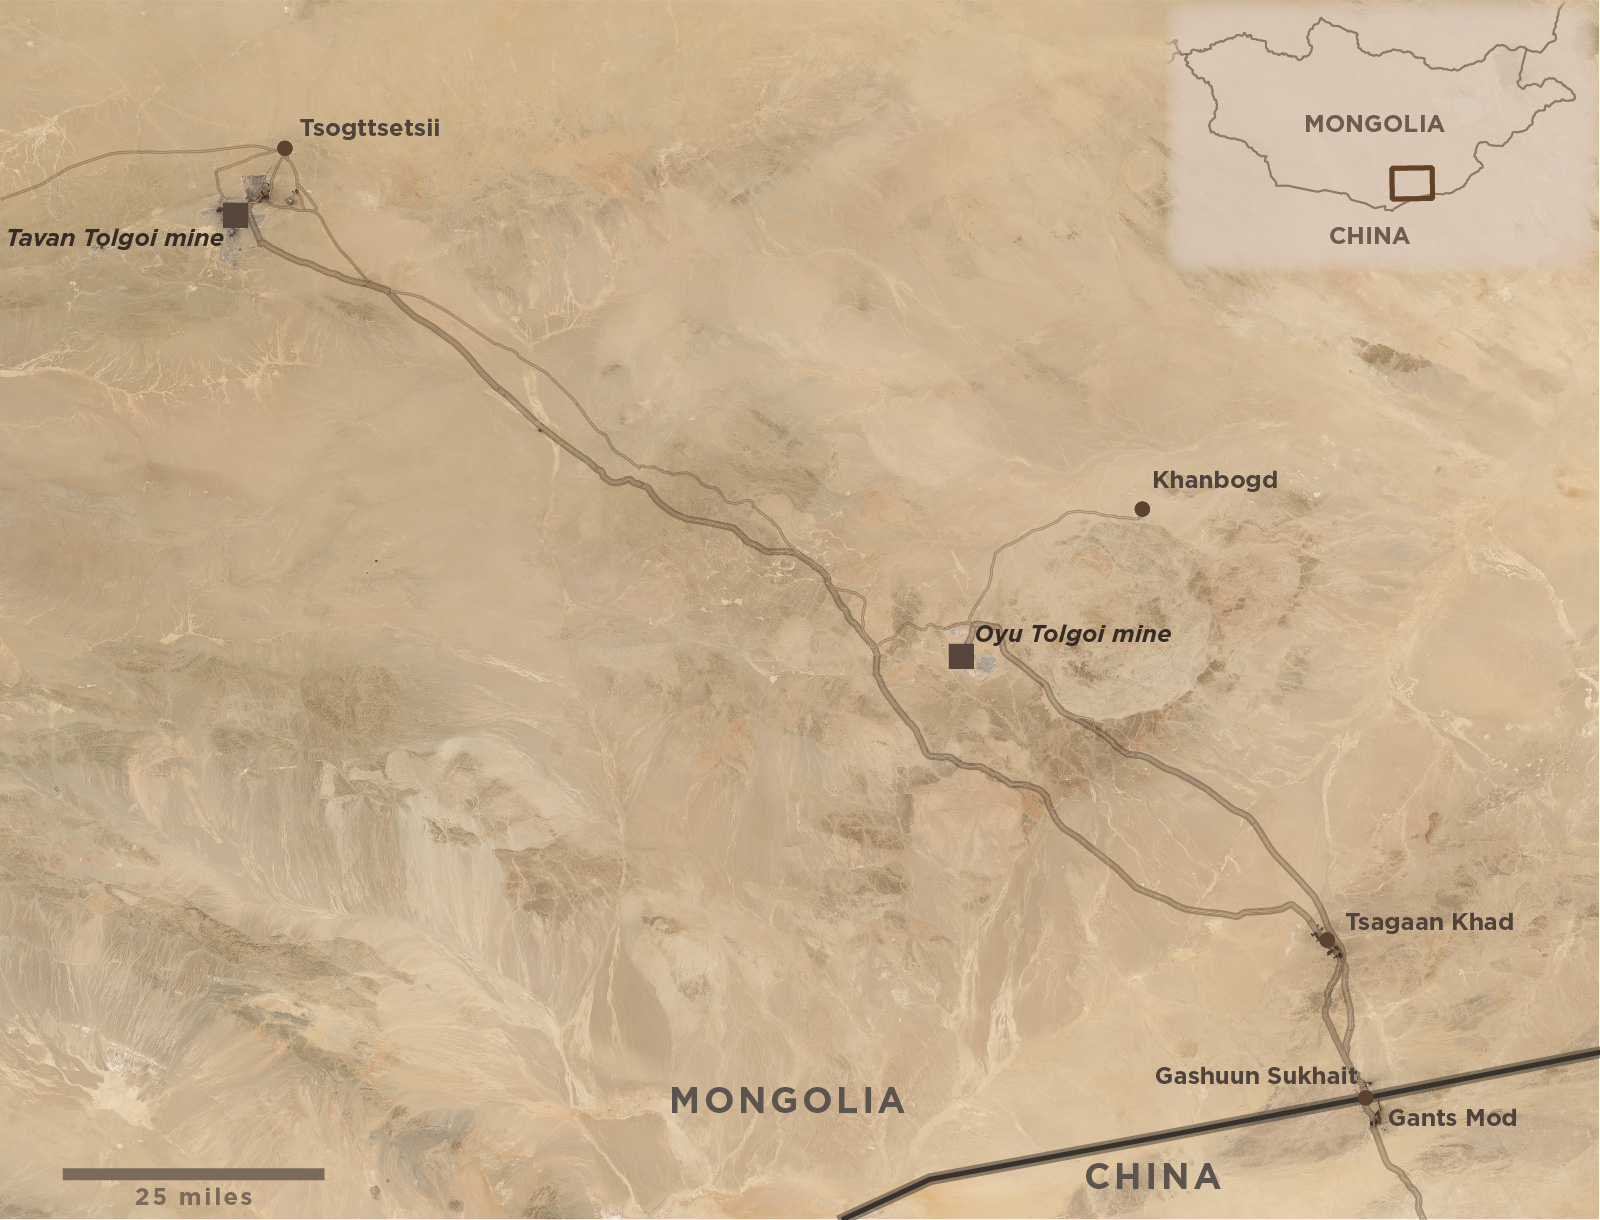 MONGOLIA
CHINA
Tsogttsetsii
Tavan Tolgoi mine
Khanbogd
Oyu Tolgoi mine
Tsagaan Khad
Gashuun Sukhait
Gants Mod
MONGOLIA
CHINA
25 miles